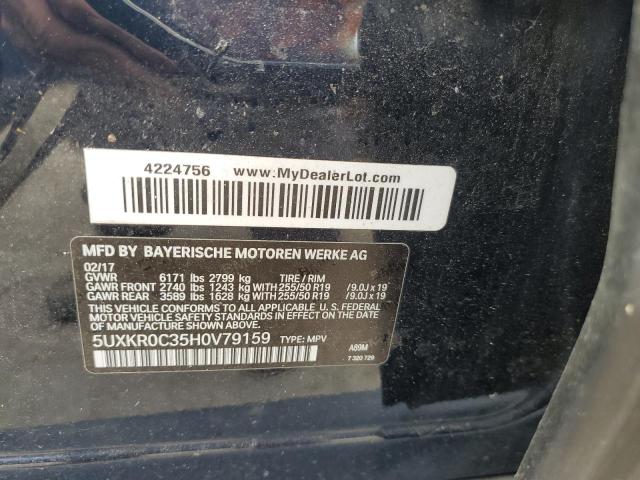 4224756 www.MyDealerLot.com
MFD BY BAYERISCHE MOTOREN WERKE AG
02/17
GVWR 6171 lbs 2799 kg TIRE / RIM
GAWR FRONT 2740 lbs 1243 kg WITH 255/50 R19 /9.0J x 19
GAWR REAR 3589 lbs 1628 kg WITH 255/50 R19 /9.0J x 19
THIS VEHICLE CONFORMS TO ALL APPLICABLE U. S. FEDERAL
MOTOR VEHICLE SAFETY STANDARDS IN EFFECT ON
THE DATE OF MANUFACTURE SHOWN ABOVE.
5UXKR0C35H0V79159 TYPE: MPV
A89M
7 320 729